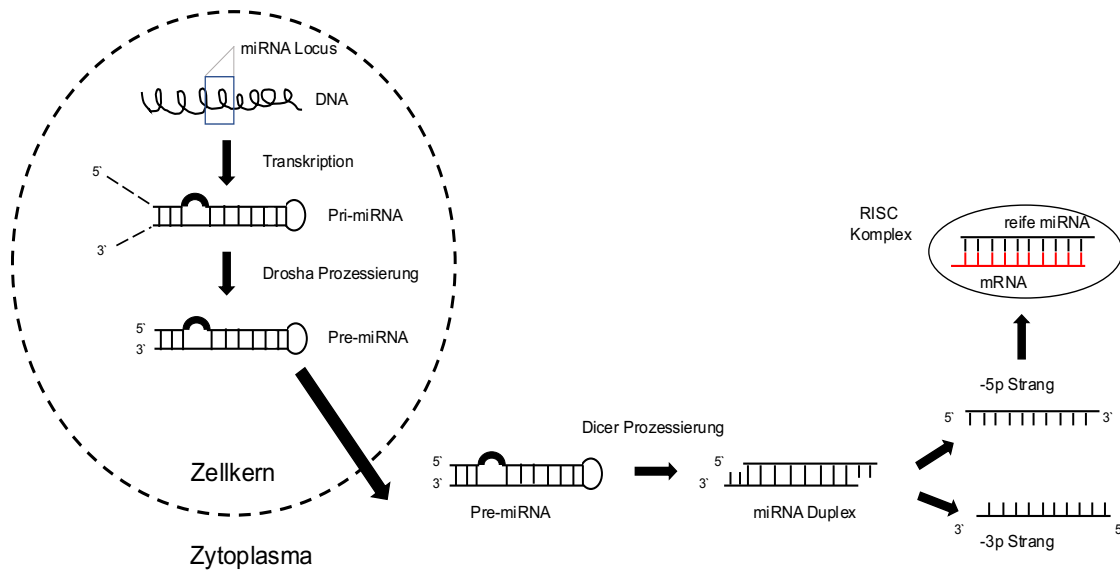 miRNA Locus
DNA
Transkription
5`
3`
Pri-miRNA
Drosha Prozessierung
5`
3`
Pre-miRNA
Zellkern
Zytoplasma
5`
3`
Pre-miRNA
Dicer Prozessierung
5`
3`
miRNA Duplex
-5p Strang
5`
3`
3`
5`
-3p Strang
RISC
Komplex
reife miRNA
mRNA